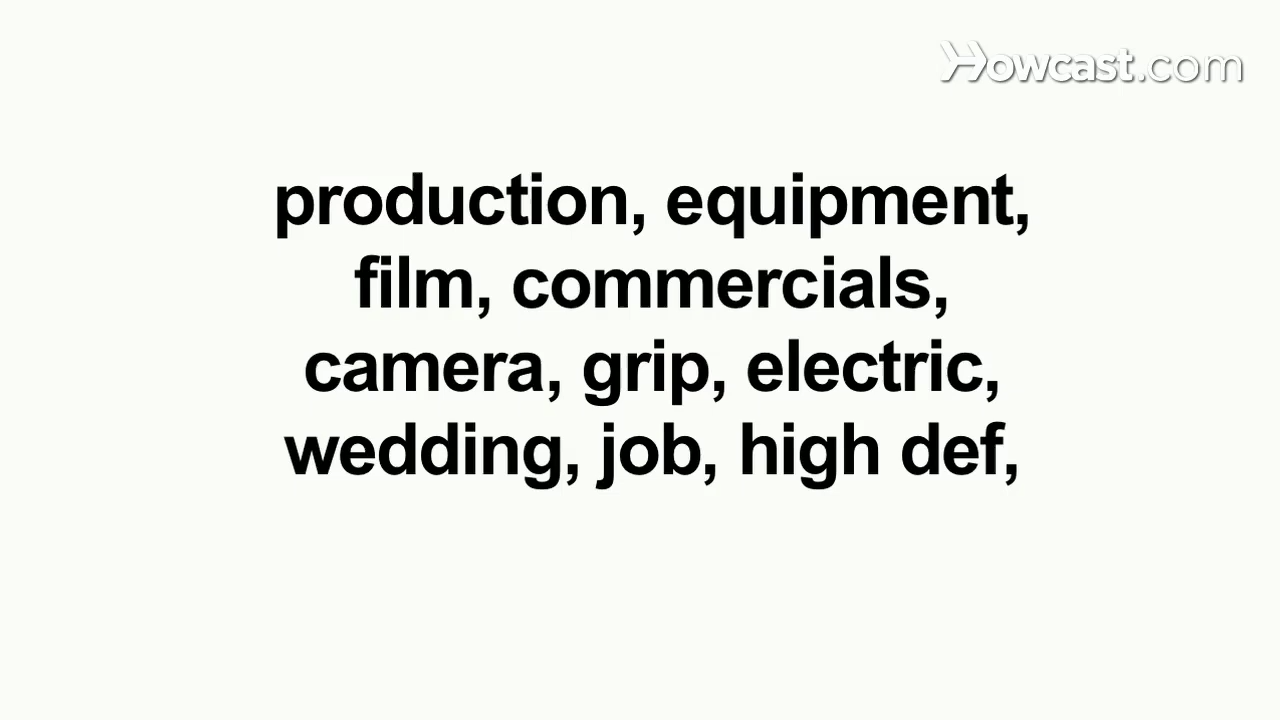 Howcast.com
production, equipment,
film, commercials,
camera, grip, electric,
wedding, job, high def,